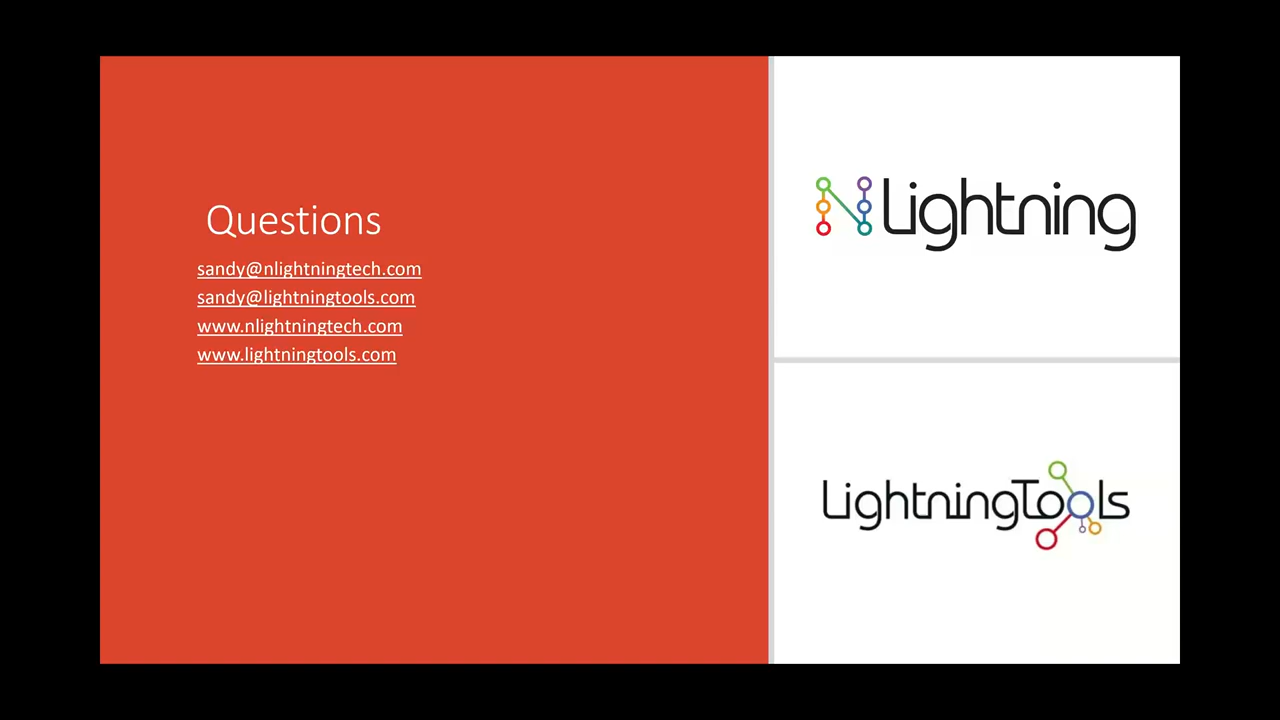 Questions
sandy@nlightningtech.com
sandy@lightningtools.com
www.nlightningtech.com
www.lightningtools.com
NLightning
LightningTools